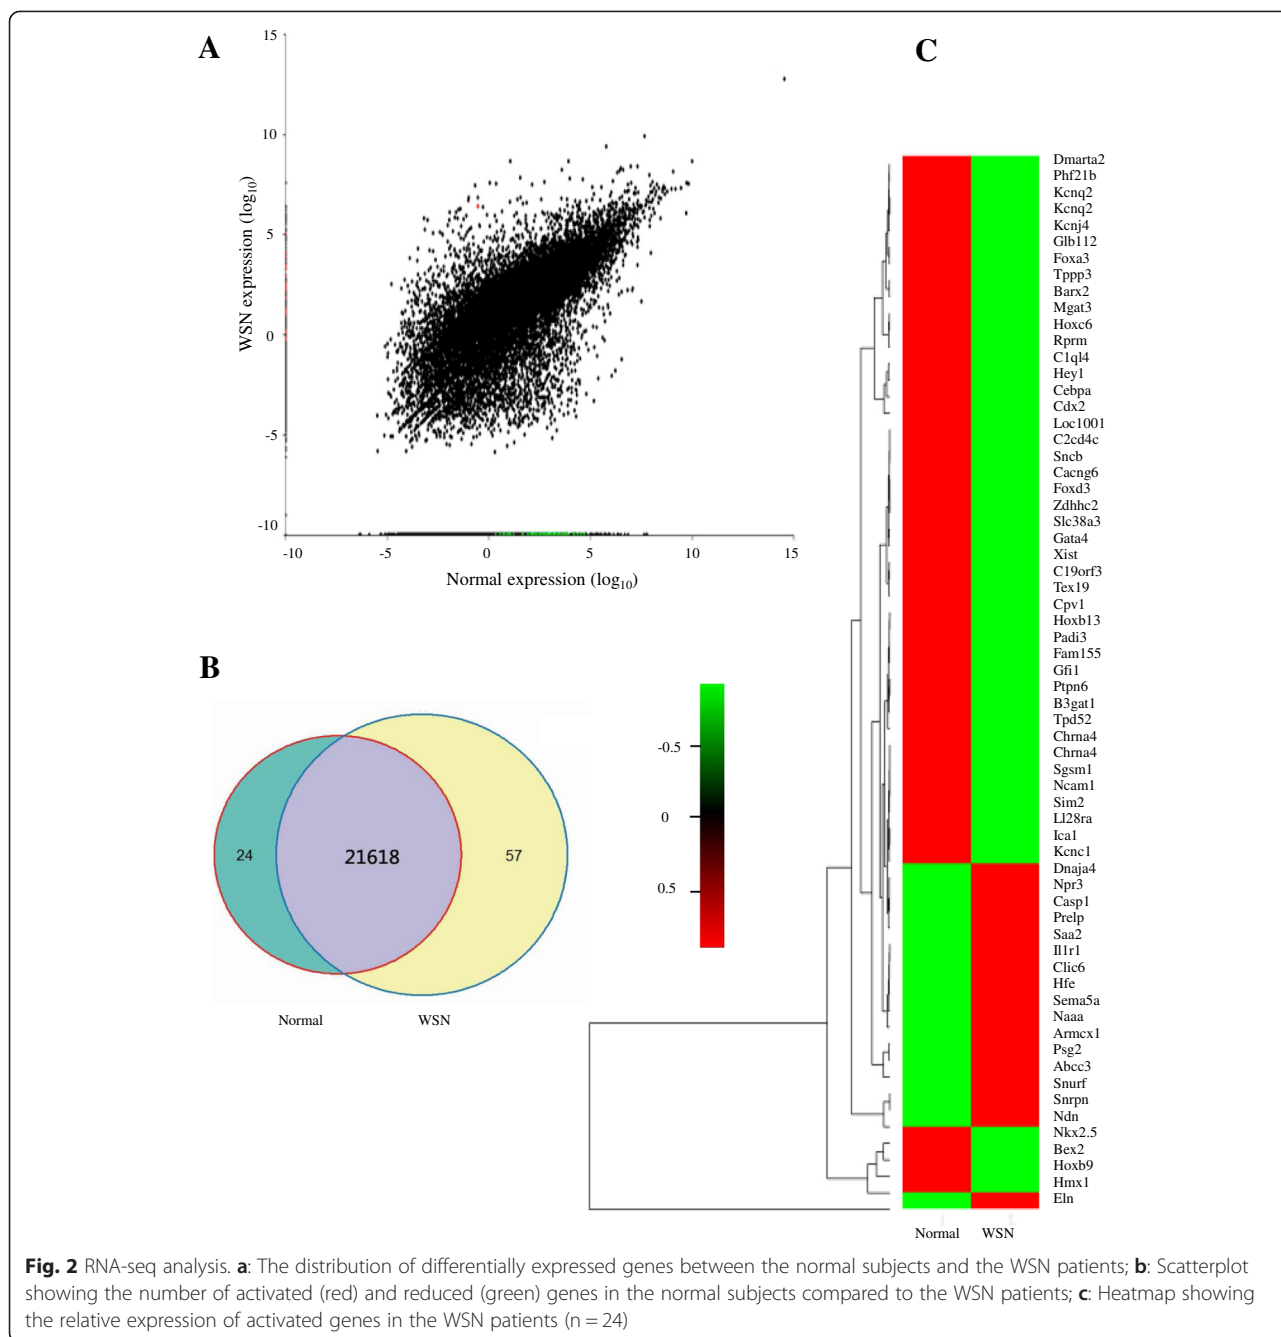 A
15
10
5
0
-5
-10
WSN expression (log10)
-10
-5
0
5
10
15
Normal expression (log10)
B
24
21618
57
Normal
WSN
-0.5
0
0.5
C
Dmarta2
Phf21b
Kcnq2
Kcnq2
Kcnj4
Glb112
Foxa3
Tppp3
Barx2
Mgat3
Hoxc6
Rprm
C1ql4
Hey1
Cebpa
Cdx2
Loc1001
C2cd4c
Sncb
Cacng6
Foxd3
Zdhhc2
Slc38a3
Gata4
Xist
C19orf3
Tex19
Cpv1
Hoxb13
Padi3
Fam155
Gfi1
Ptpn6
B3gat1
Tpd52
Chrna4
Chrna4
Sgsm1
Ncam1
Sim2
Ll28ra
Ica1
Kcnc1
Dnaja4
Npr3
Casp1
Prelp
Saa2
Il1r1
Clic6
Hfe
Sema5a
Naaa
Armcx1
Psg2
Abcc3
Snurf
Snrpn
Ndn
Nkx2.5
Bex2
Hoxb9
Hmx1
Eln
Normal
WSN
Fig. 2 RNA-seq analysis. a: The distribution of differentially expressed genes between the normal subjects and the WSN patients; b: Scatterplot
showing the number of activated (red) and reduced (green) genes in the normal subjects compared to the WSN patients; c: Heatmap showing
the relative expression of activated genes in the WSN patients (n = 24)